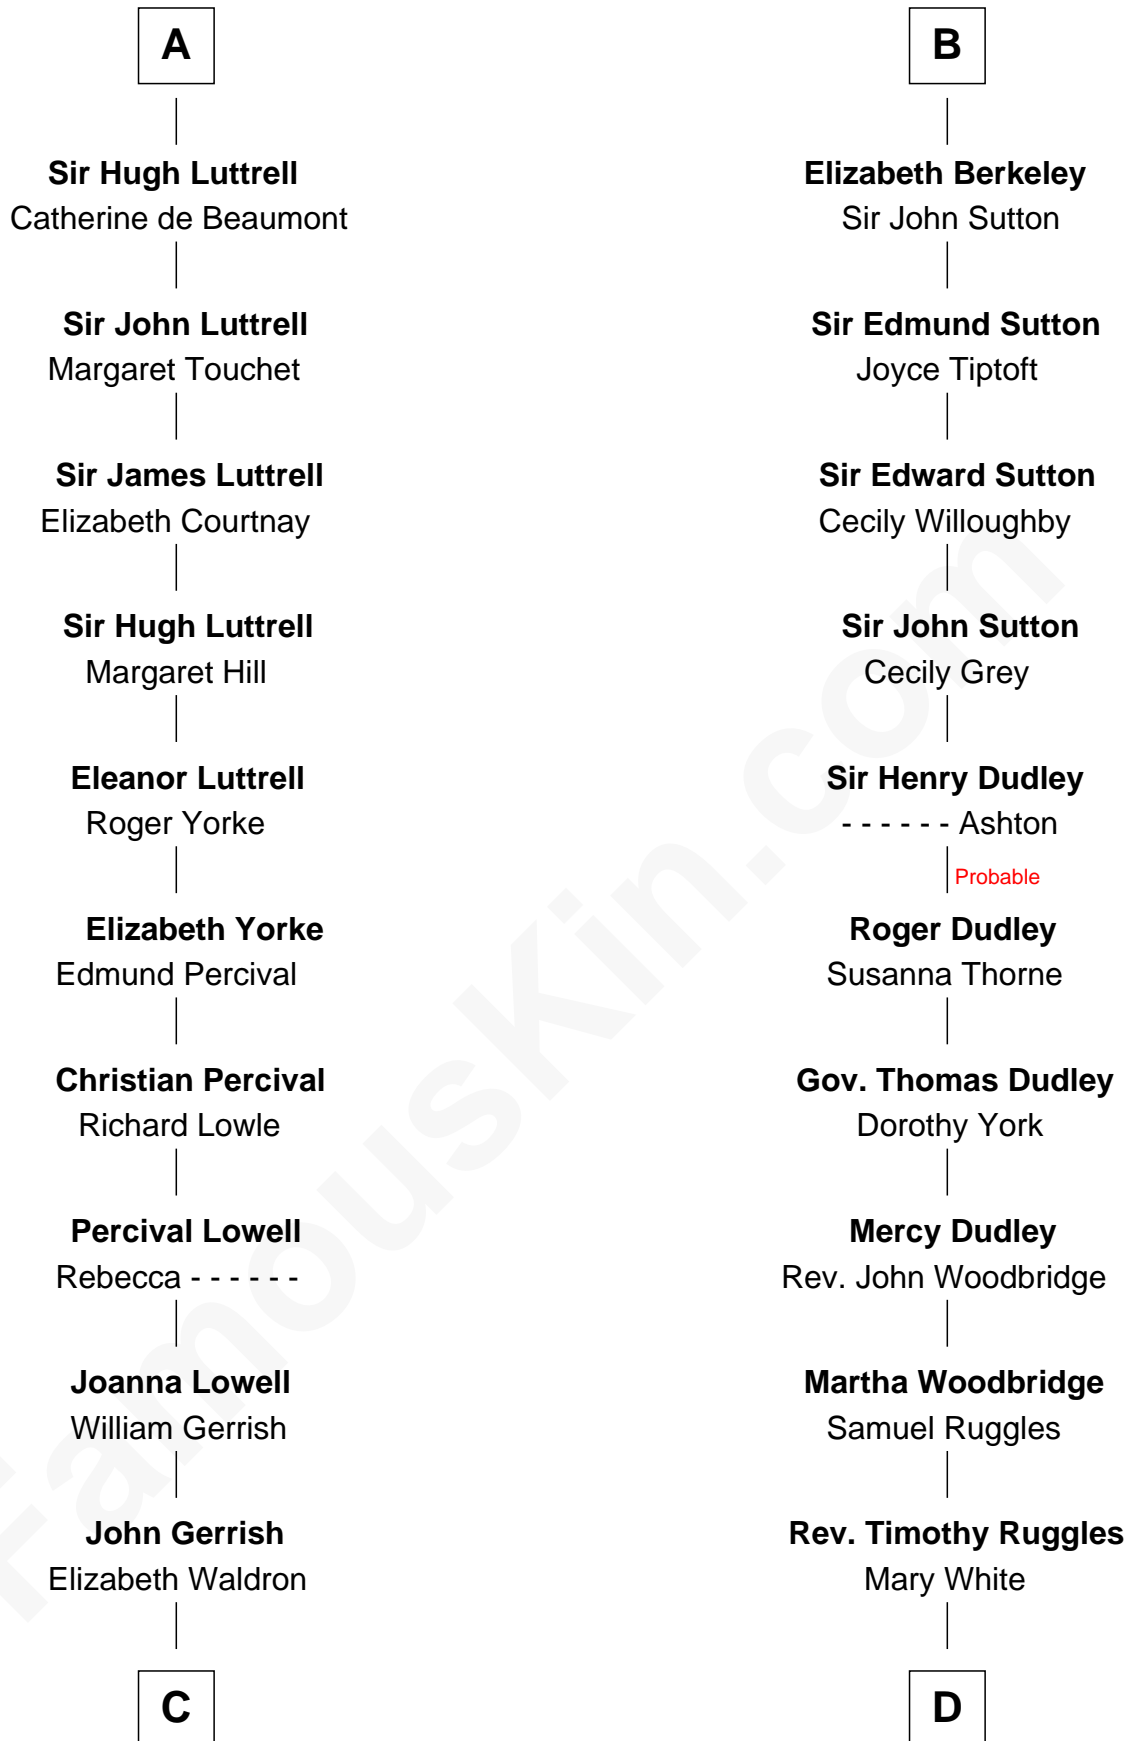 A
Sir Hugh Luttrell
Catherine de Beaumont
Sir John Luttrell
Margaret Touchet
Sir James Luttrell
Elizabeth Courtnay
Sir Hugh Luttrell
Margaret Hill
Eleanor Luttrell
Roger Yorke
Elizabeth Yorke
Edmund Percival
Christian Percival
Richard Lowle
Percival Lowell
Rebecca - - - - - -
Joanna Lowell
William Gerrish
John Gerrish
Elizabeth Waldron
C
B
Elizabeth Berkeley
Sir John Sutton
Sir Edmund Sutton
Joyce Tiptoft
Sir Edward Sutton
Cecily Willoughby
Sir John Sutton
Cecily Grey
Sir Henry Dudley
- - - - - - Ashton
Probable
Roger Dudley
Susanna Thorne
Gov. Thomas Dudley
Dorothy York
Mercy Dudley
Rev. John Woodbridge
Martha Woodbridge
Samuel Ruggles
Rev. Timothy Ruggles
Mary White
D
FamousKin.com